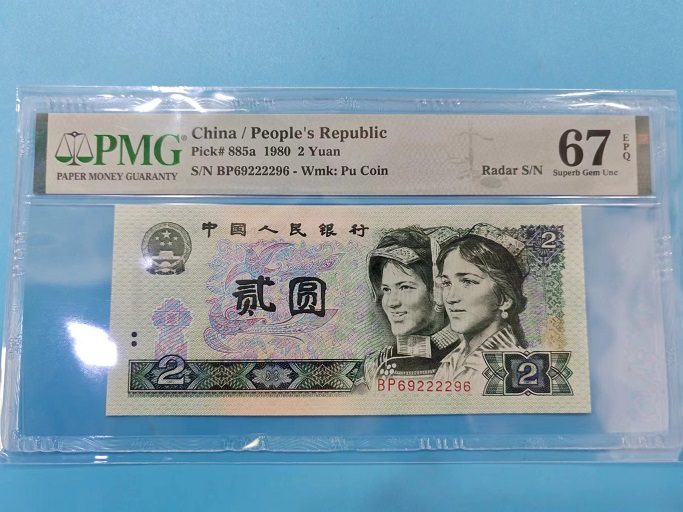 PMG®
PAPER MONEY GUARANTY
China / People's Republic
Pick# 885a 1980 2 Yuan
S/N BP69222296 - Wmk: Pu Coin
Radar S/N
67
Superb Gem Unc
EPQ
中国人民银行
2
贰圆
2
BP69222296
2